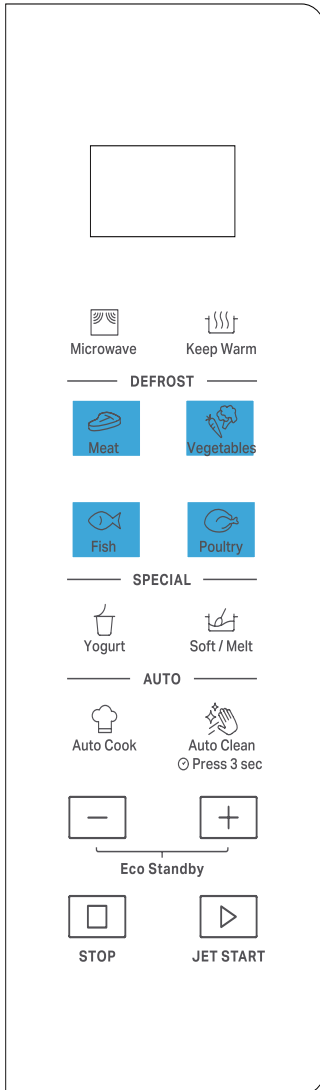 Microwave Keep Warm
DEFROST
Meat Vegetables
Fish Poultry
SPECIAL
Yogurt Soft / Melt
AUTO
Auto Cook Auto Clean
Press 3 sec
Eco Standby
STOP JET START